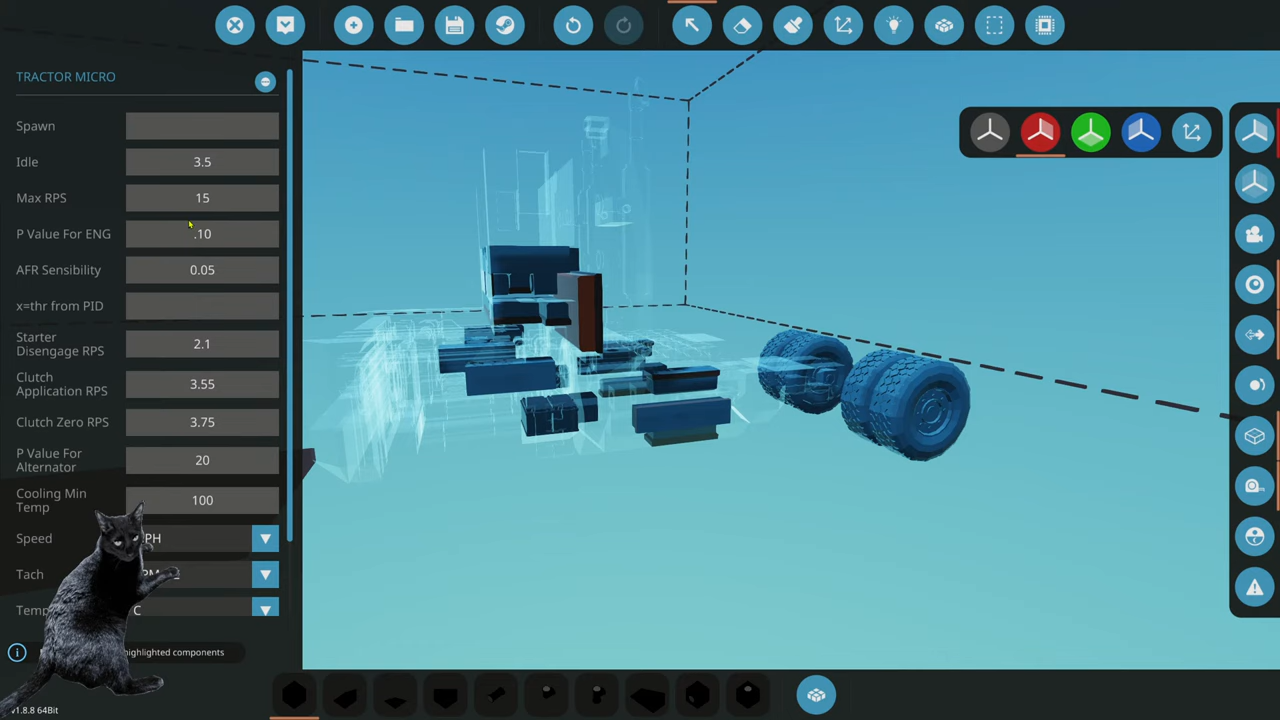 TRACTOR MICRO
Spawn
Idle 3.5
Max RPS 15
P Value For ENG .10
AFR Sensibility 0.05
x=thr from PID
Starter
Disengage RPS 2.1
Clutch
Application RPS 3.55
Clutch Zero RPS 3.75
P Value For
Alternator 20
Cooling Min
Temp 100
Speed PH
Tach
Temp C
highlighted components
v1.8.8 64Bit